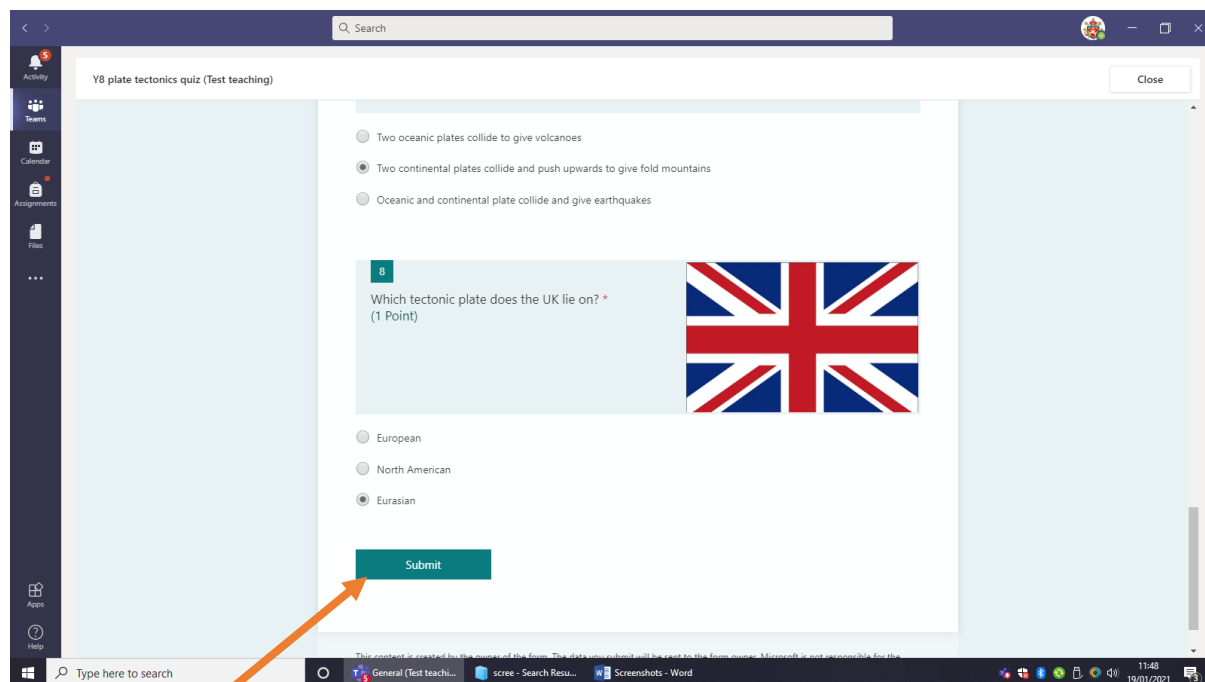 Search
5
Activity
Teams
Calendar
Assignments
Files
Apps
Help
Y8 plate tectonics quiz (Test teaching)
Close
Two oceanic plates collide to give volcanoes
Two continental plates collide and push upwards to give fold mountains
Oceanic and continental plate collide and give earthquakes
8
Which tectonic plate does the UK lie on? *
(1 Point)
European
North American
Eurasian
Submit
This content is created by the owner of the form. The data you submit will be sent to the form owner. Microsoft is not responsible for the
Type here to search
General (Test teachi...
scree - Search Resu...
Screenshots - Word
11:48
19/01/2021